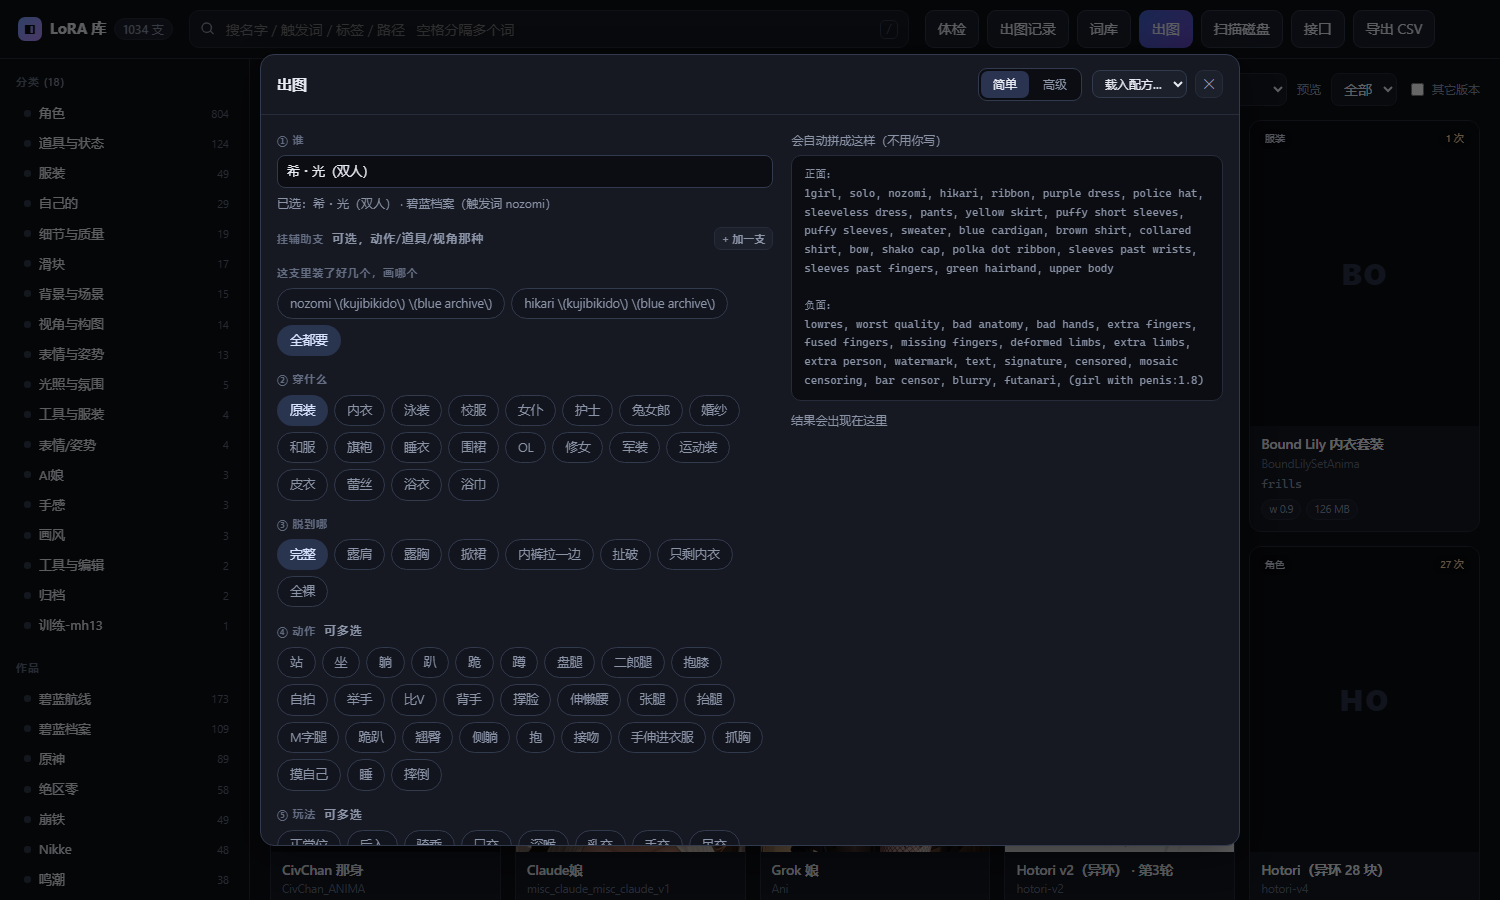 LoRA 库 1034 支
搜名字 / 触发词 / 标签 / 路径 空格分隔多个词 /
体检 出图记录 词库 出图 扫描磁盘 接口 导出 CSV
分类 (18)
角色 804
道具与状态 124
服装 49
自己的 29
细节与质量 19
滑块 17
背景与场景 15
视角与构图 14
表情与姿势 13
光照与氛围 5
工具与服装 4
表情/姿势 4
AI娘 3
手感 3
画风 3
工具与编辑 2
归档 2
训练-mh13 1
作品
碧蓝航线 173
碧蓝档案 109
原神 89
绝区零 58
崩铁 49
Nikke 48
鸣潮 38
出图
简单 高级 载入配方...
① 谁
希・光（双人）
已选：希・光（双人） · 碧蓝档案（触发词 nozomi）
挂辅助支 可选，动作/道具/视角那种 + 加一支
这支里装了好几个，画哪个
nozomi \(kujibikido\) \(blue archive\) hikari \(kujibikido\) \(blue archive\)
全都要
② 穿什么
原装 内衣 泳装 校服 女仆 护士 兔女郎 婚纱
和服 旗袍 睡衣 围裙 OL 修女 军装 运动装
皮衣 蕾丝 浴衣 浴巾
③ 脱到哪
完整 露肩 露胸 掀裙 内裤拉一边 扯破 只剩内衣
全裸
④ 动作 可多选
站 坐 躺 趴 跪 蹲 盘腿 二郎腿 抱膝
自拍 举手 比V 背手 撑脸 伸懒腰 张腿 抬腿
M字腿 跪趴 翘臀 侧躺 抱 接吻 手伸进衣服 抓胸
摸自己 睡 摔倒
⑤ 玩法 可多选
正常位 后入 骑乘 口交 深喉 乳交 手交 足交
会自动拼成这样（不用你写）
正面：
1girl, solo, nozomi, hikari, ribbon, purple dress, police hat,
sleeveless dress, pants, yellow skirt, puffy short sleeves,
puffy sleeves, sweater, blue cardigan, brown shirt, collared
shirt, bow, shako cap, polka dot ribbon, sleeves past wrists,
sleeves past fingers, green hairband, upper body
负面：
lowres, worst quality, bad anatomy, bad hands, extra fingers,
fused fingers, missing fingers, deformed limbs, extra limbs,
extra person, watermark, text, signature, censored, mosaic
censoring, bar censor, blurry, futanari, (girl with penis:1.8)
结果会出现在这里
预览 全部 其它版本
服装 1 次
BO
Bound Lily 内衣套装
BoundLilySetAnima
frills
w 0.9 126 MB
角色 27 次
HO
CivChan 那身
CivChan_ANIMA
Claude娘
misc_claude_misc_claude_v1
Grok 娘
Ani
Hotori v2（异环） · 第3轮
hotori-v2
Hotori（异环 28 块）
hotori-v4